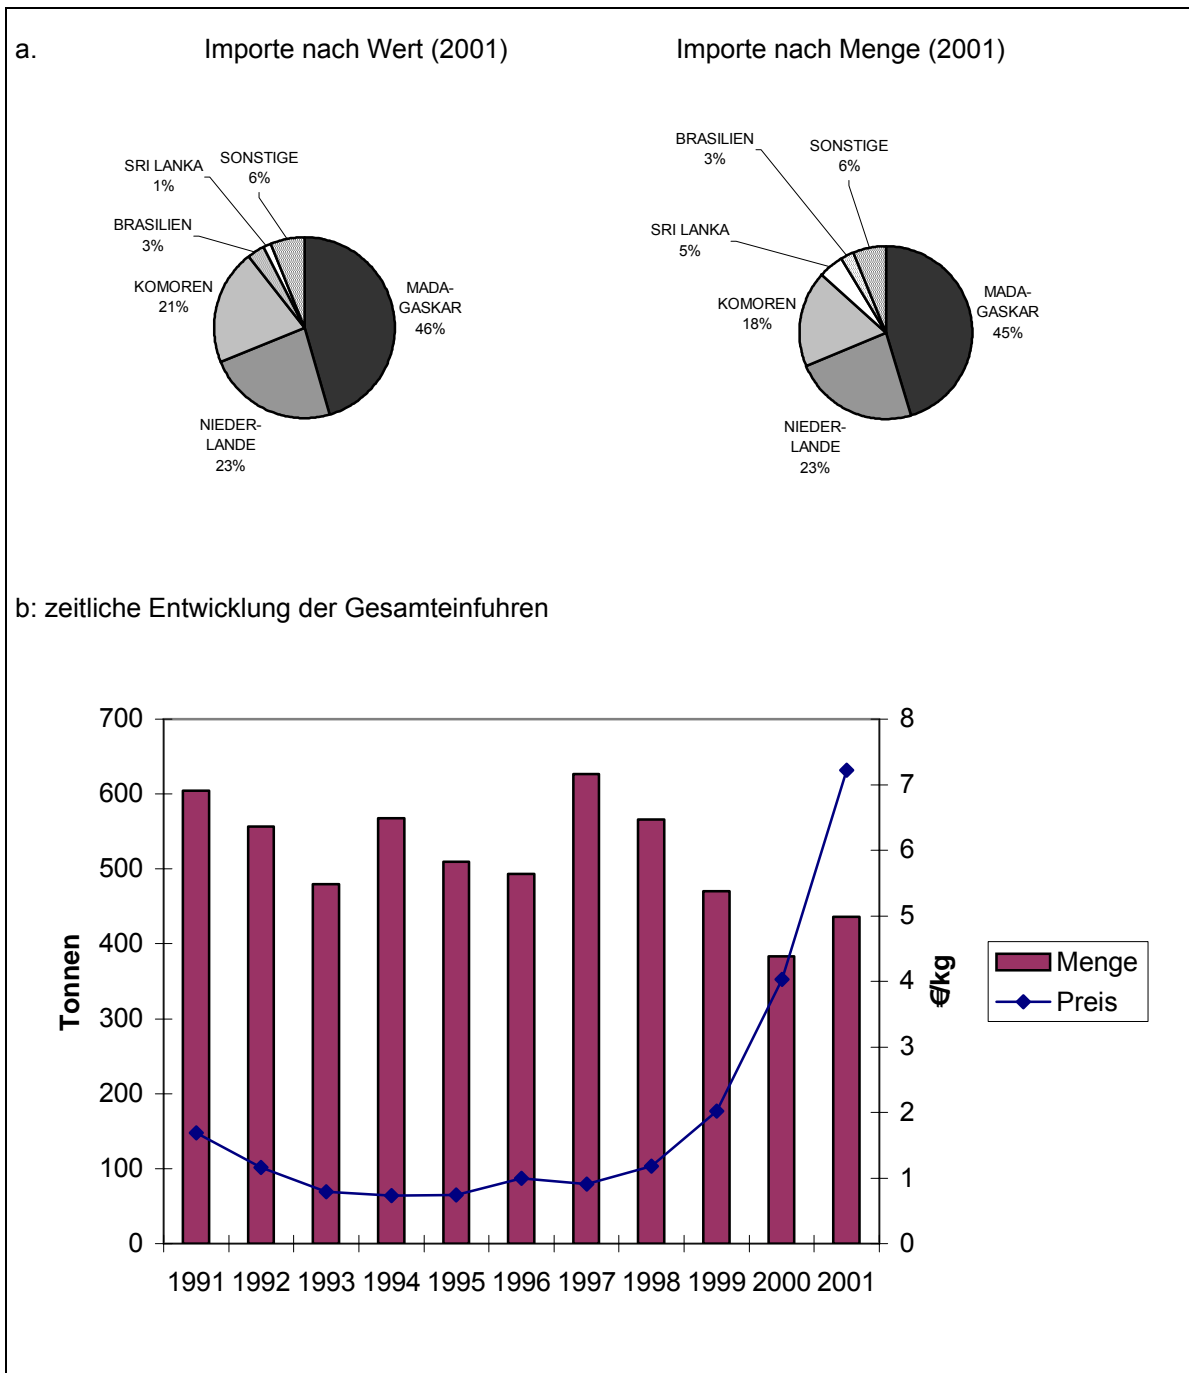 a.
Importe nach Wert (2001)
Importe nach Menge (2001)
SRI LANKA
1%
SONSTIGE
6%
BRASILIEN
3%
KOMOREN
21%
MADA-
GASKAR
46%
NIEDER-
LANDE
23%
BRASILIEN
3%
SONSTIGE
6%
SRI LANKA
5%
KOMOREN
18%
MADA-
GASKAR
45%
NIEDER-
LANDE
23%
b: zeitliche Entwicklung der Gesamteinfuhren
700
600
500
400
300
200
100
0
Tonnen
8
7
6
5
4
3
2
1
0
€/kg
1991 1992 1993 1994 1995 1996 1997 1998 1999 2000 2001
Menge
Preis